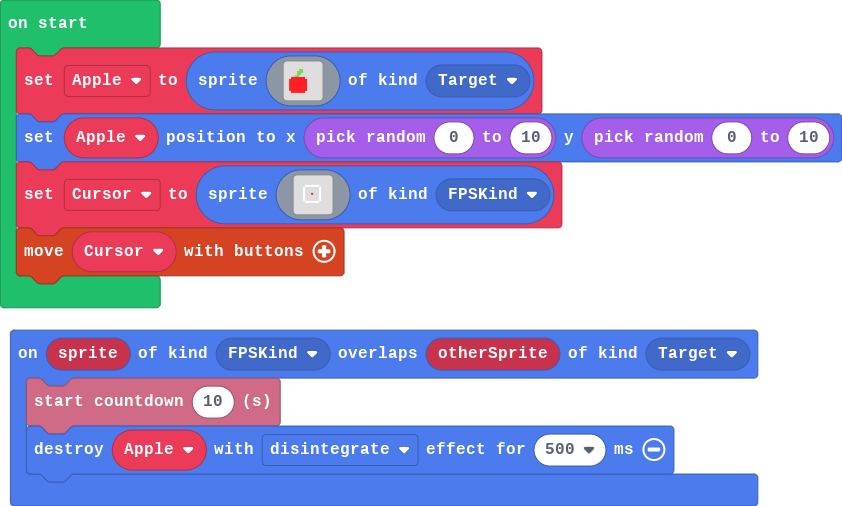 on start
set Apple to sprite of kind Target
set Apple position to x pick random 0 to 10 y pick random 0 to 10
set Cursor to sprite of kind FPSKind
move Cursor with buttons
on sprite of kind FPSKind overlaps otherSprite of kind Target
start countdown 10 (s)
destroy Apple with disintegrate effect for 500 ms